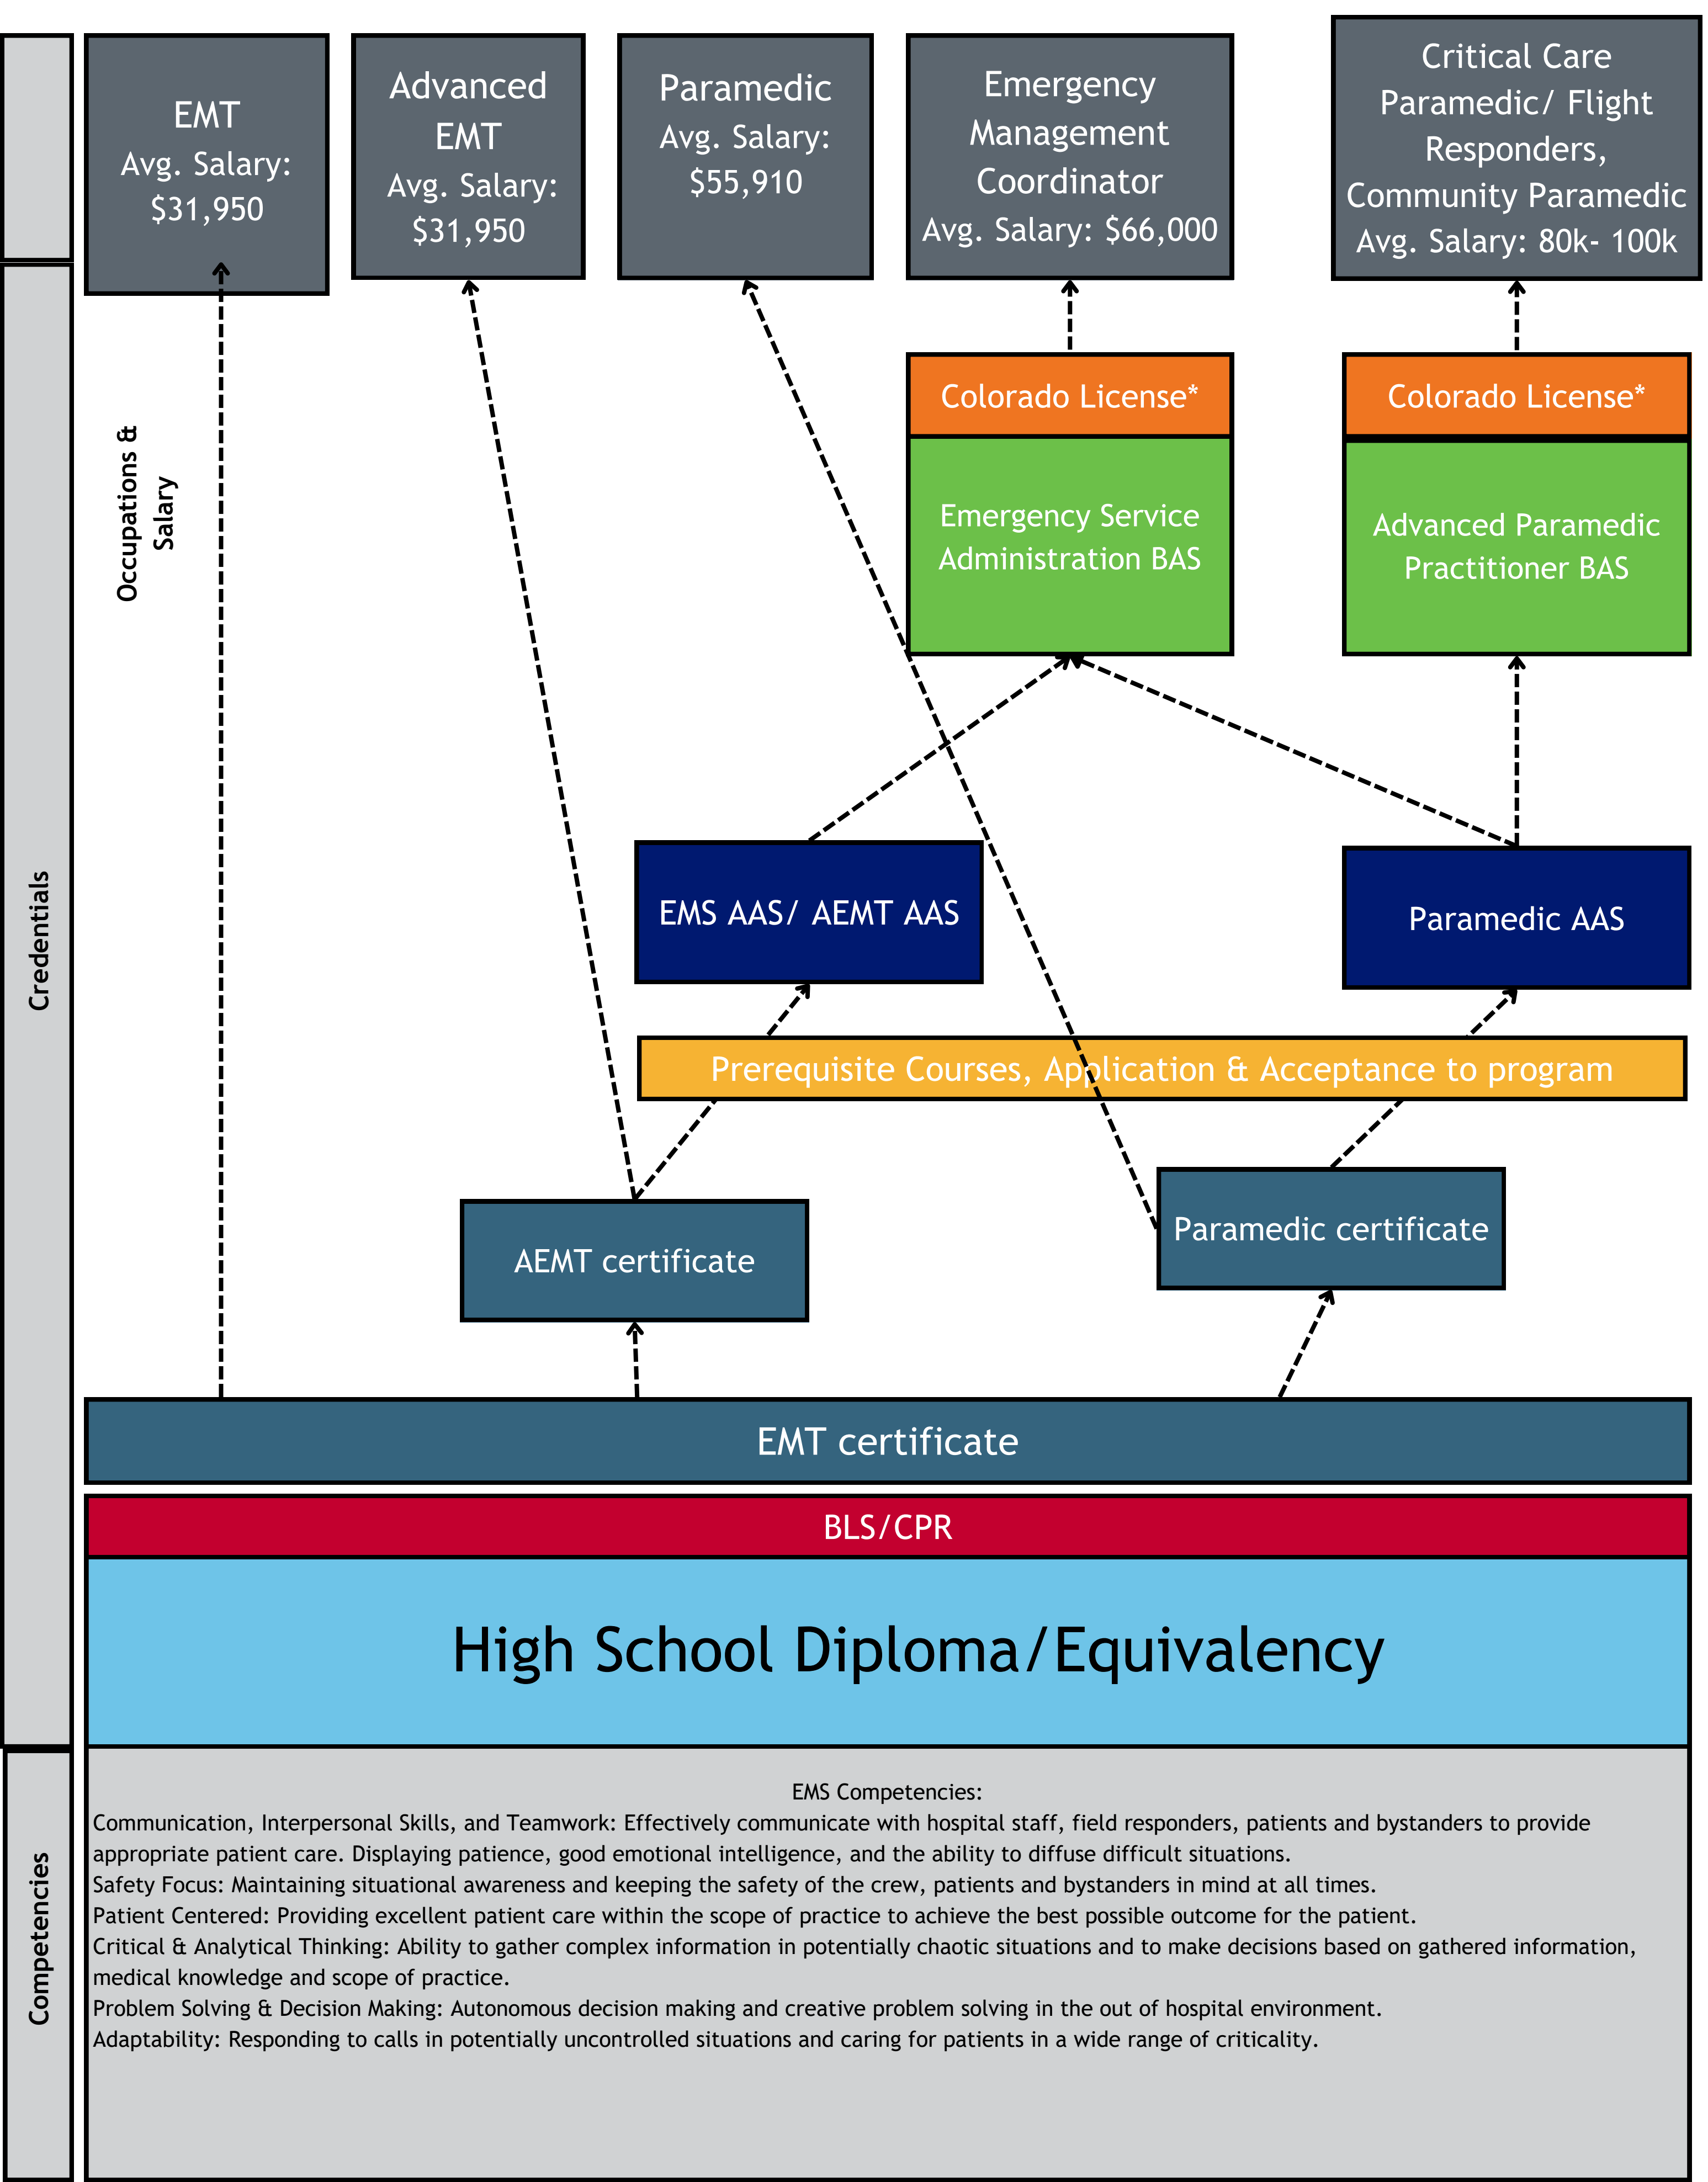 EMT
Avg. Salary:
$31,950
Advanced
EMT
Avg. Salary:
$31,950
Paramedic
Avg. Salary:
$55,910
Emergency
Management
Coordinator
Avg. Salary: $66,000
Critical Care
Paramedic/ Flight
Responders,
Community Paramedic
Avg. Salary: 80k- 100k
Occupations &
Salary
Colorado License*
Colorado License*
Emergency Service
Administration BAS
Advanced Paramedic
Practitioner BAS
Credentials
EMS AAS/ AEMT AAS
Paramedic AAS
Prerequisite Courses, Application & Acceptance to program
AEMT certificate
Paramedic certificate
EMT certificate
BLS/CPR
High School Diploma/Equivalency
Competencies
EMS Competencies:
Communication, Interpersonal Skills, and Teamwork: Effectively communicate with hospital staff, field responders, patients and bystanders to provide
appropriate patient care. Displaying patience, good emotional intelligence, and the ability to diffuse difficult situations.
Safety Focus: Maintaining situational awareness and keeping the safety of the crew, patients and bystanders in mind at all times.
Patient Centered: Providing excellent patient care within the scope of practice to achieve the best possible outcome for the patient.
Critical & Analytical Thinking: Ability to gather complex information in potentially chaotic situations and to make decisions based on gathered information,
medical knowledge and scope of practice.
Problem Solving & Decision Making: Autonomous decision making and creative problem solving in the out of hospital environment.
Adaptability: Responding to calls in potentially uncontrolled situations and caring for patients in a wide range of criticality.